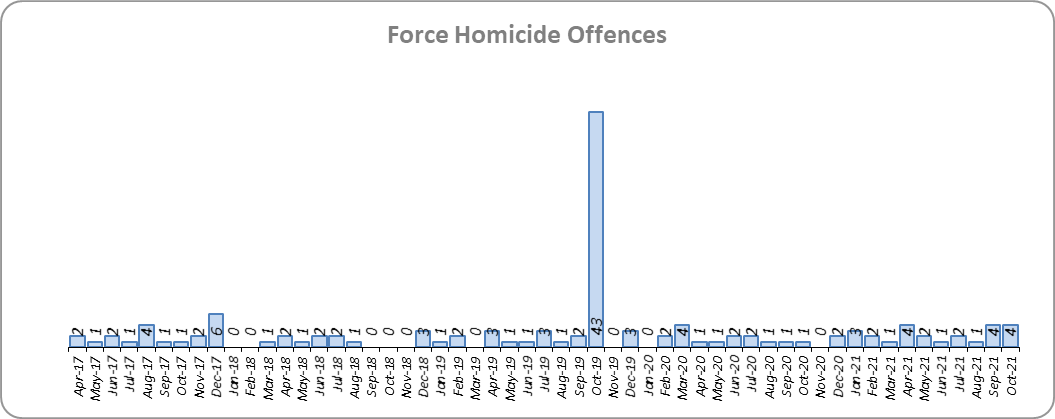 Force Homicide Offences
2 1 2 1 4 1 1 2 6 0 0 1 2 1 2 2 1 0 0 0 3 1 2 0 3 1 1 3 1 2 43 0 3 0 2 4 1 1 2 2 1 1 1 0 2 3 2 1 4 2 1 2 1 4 4
Apr-17
May-17
Jun-17
Jul-17
Aug-17
Sep-17
Oct-17
Nov-17
Dec-17
Jan-18
Feb-18
Mar-18
Apr-18
May-18
Jun-18
Jul-18
Aug-18
Sep-18
Oct-18
Nov-18
Dec-18
Jan-19
Feb-19
Mar-19
Apr-19
May-19
Jun-19
Jul-19
Aug-19
Sep-19
Oct-19
Nov-19
Dec-19
Jan-20
Feb-20
Mar-20
Apr-20
May-20
Jun-20
Jul-20
Aug-20
Sep-20
Oct-20
Nov-20
Dec-20
Jan-21
Feb-21
Mar-21
Apr-21
May-21
Jun-21
Jul-21
Aug-21
Sep-21
Oct-21